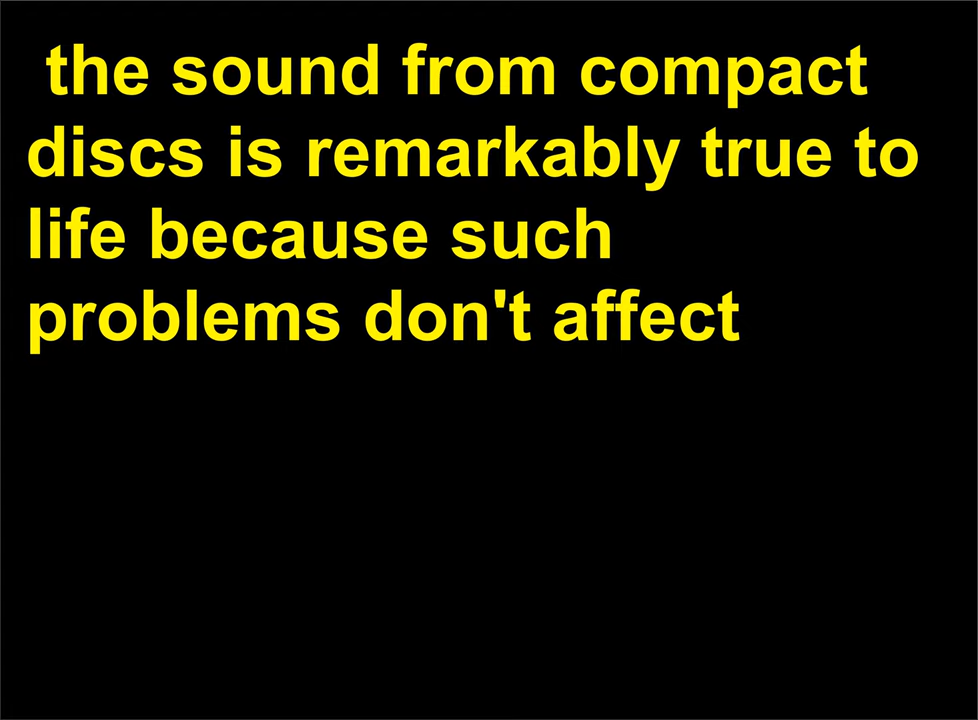 the sound from compact
discs is remarkably true to
life because such
problems don't affect